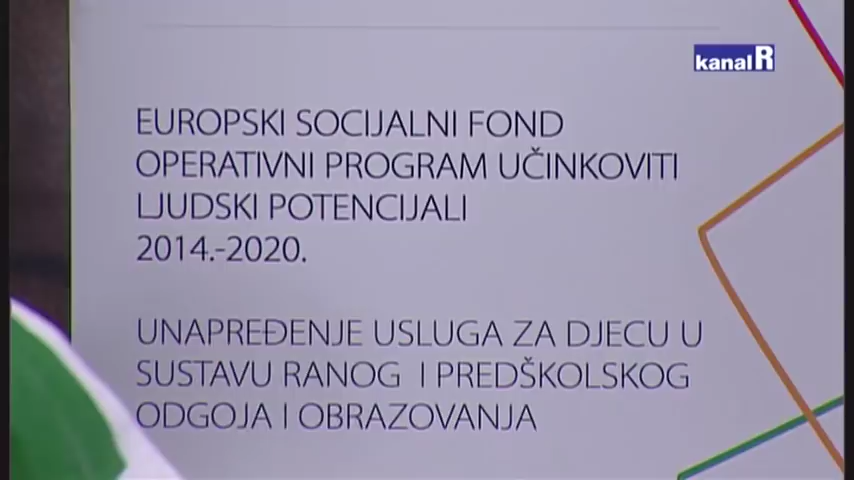 kanal R
EUROPSKI SOCIJALNI FOND
OPERATIVNI PROGRAM UČINKOVITI
LJUDSKI POTENCIJALI
2014.-2020.
UNAPREĐENJE USLUGA ZA DJECU U
SUSTAVU RANOG I PREDŠKOLSKOG
ODGOJA I OBRAZOVANJA